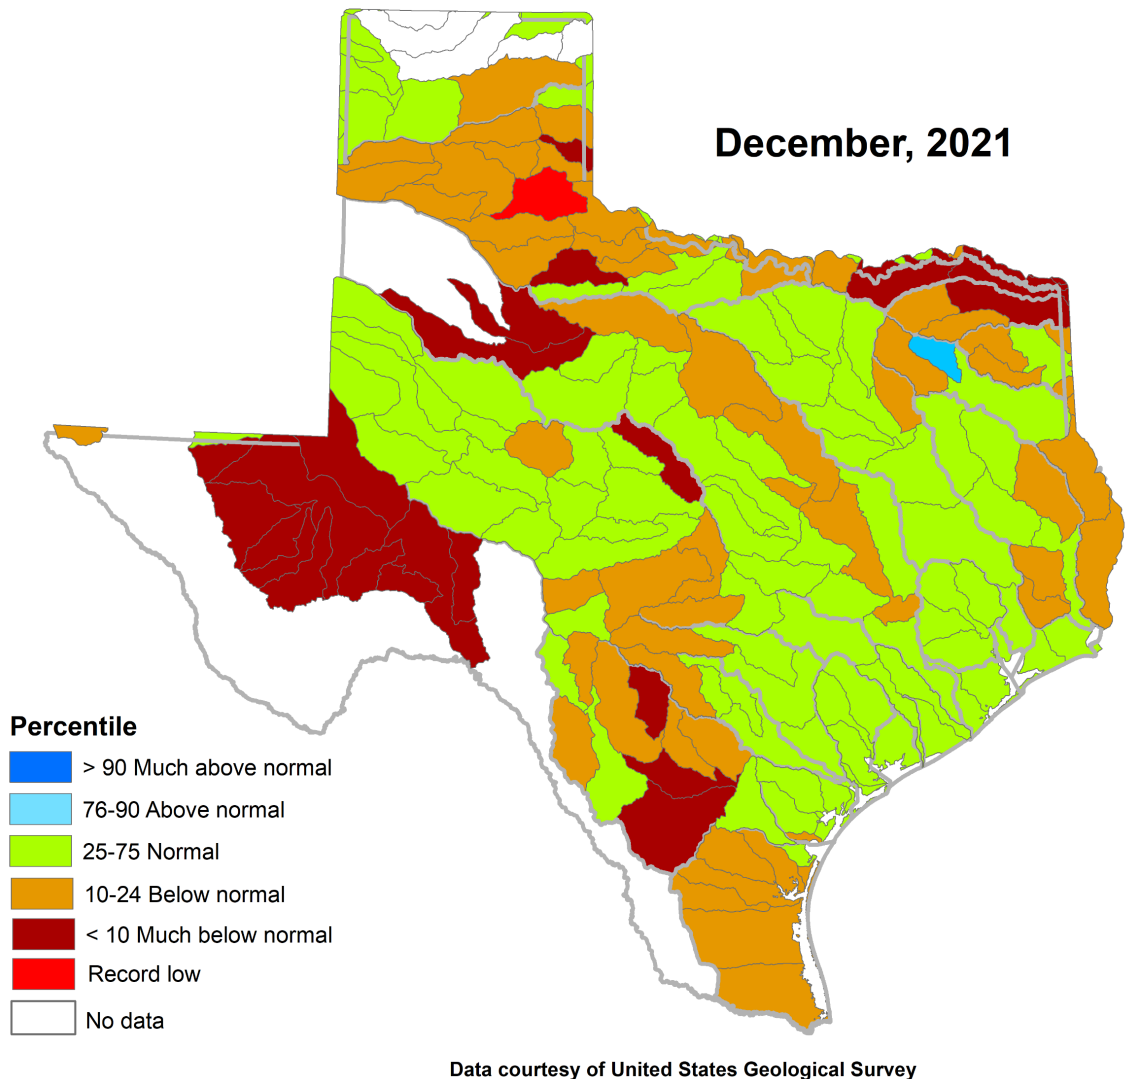 December, 2021
Percentile
> 90 Much above normal
76-90 Above normal
25-75 Normal
10-24 Below normal
< 10 Much below normal
Record low
No data
Data courtesy of United States Geological Survey